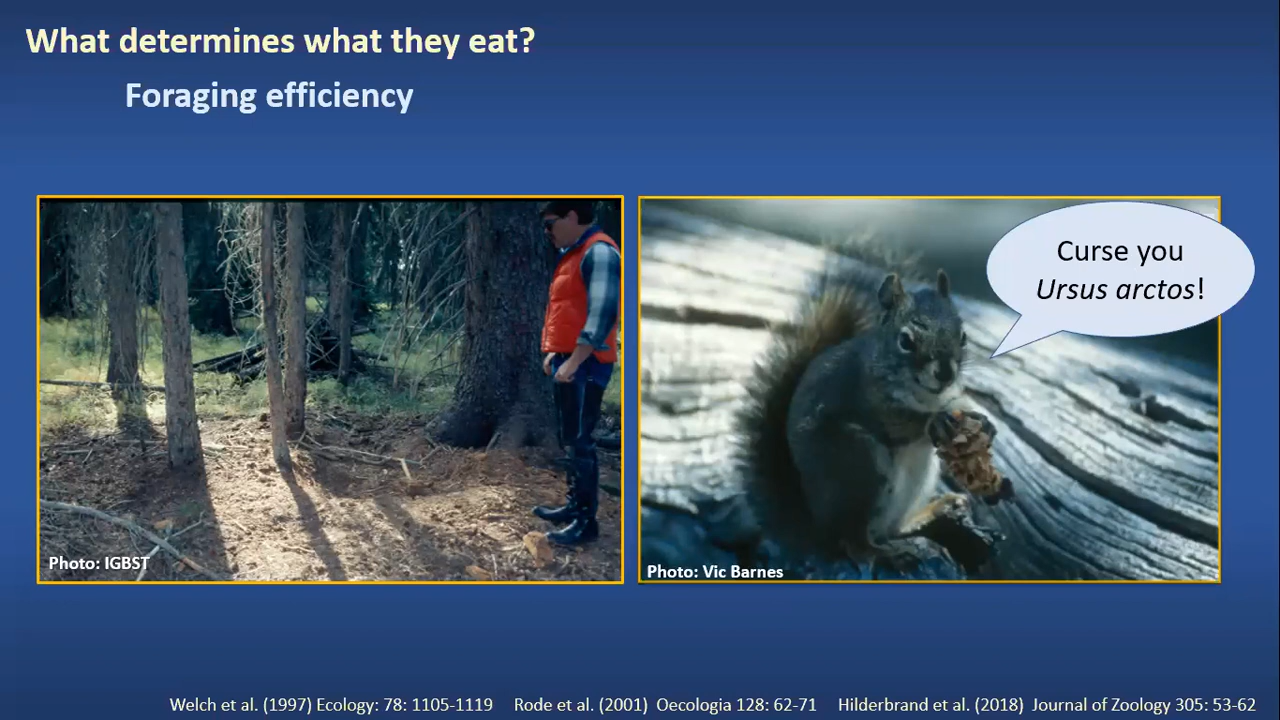 What determines what they eat?
Foraging efficiency
Curse you
Ursus arctos!
Photo: IGBST
Photo: Vic Barnes
Welch et al. (1997) Ecology: 78: 1105-1119 Rode et al. (2001) Oecologia 128: 62-71 Hilderbrand et al. (2018) Journal of Zoology 305: 53-62